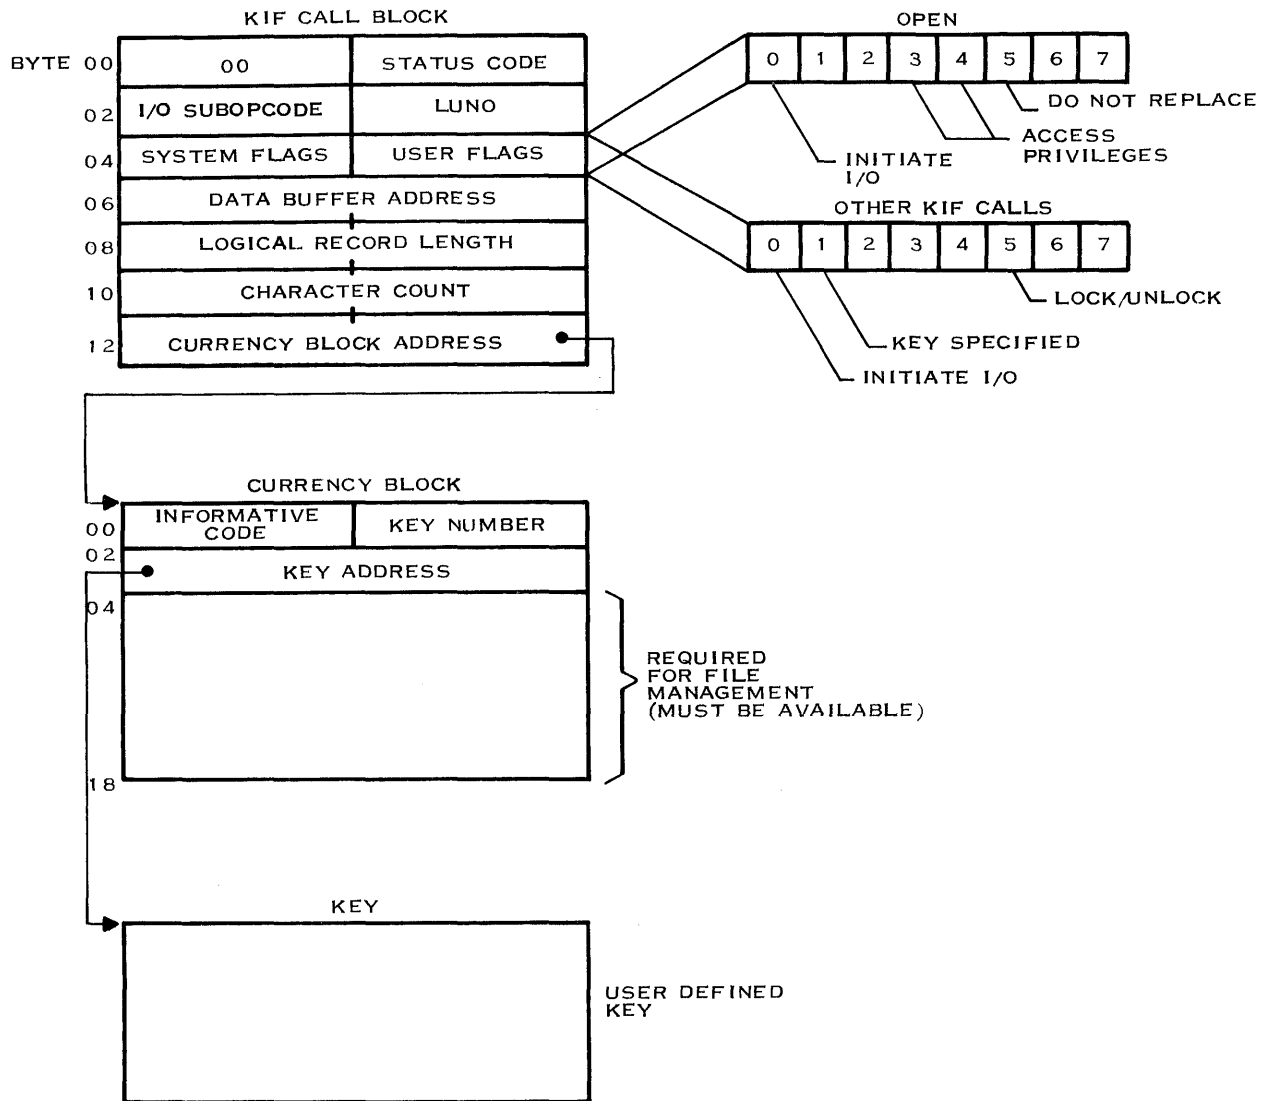 KIF CALL BLOCK
BYTE 00
00
STATUS CODE
02
I/O SUBOPCODE
LUNO
04
SYSTEM FLAGS
USER FLAGS
06
DATA BUFFER ADDRESS
08
LOGICAL RECORD LENGTH
10
CHARACTER COUNT
12
CURRENCY BLOCK ADDRESS
OPEN
0 1 2 3 4 5 6 7
DO NOT REPLACE
ACCESS
PRIVILEGES
INITIATE
I/O
OTHER KIF CALLS
0 1 2 3 4 5 6 7
LOCK/UNLOCK
KEY SPECIFIED
INITIATE I/O
CURRENCY BLOCK
00
INFORMATIVE
CODE
KEY NUMBER
02
KEY ADDRESS
04
REQUIRED
FOR FILE
MANAGEMENT
(MUST BE AVAILABLE)
18
KEY
USER DEFINED
KEY